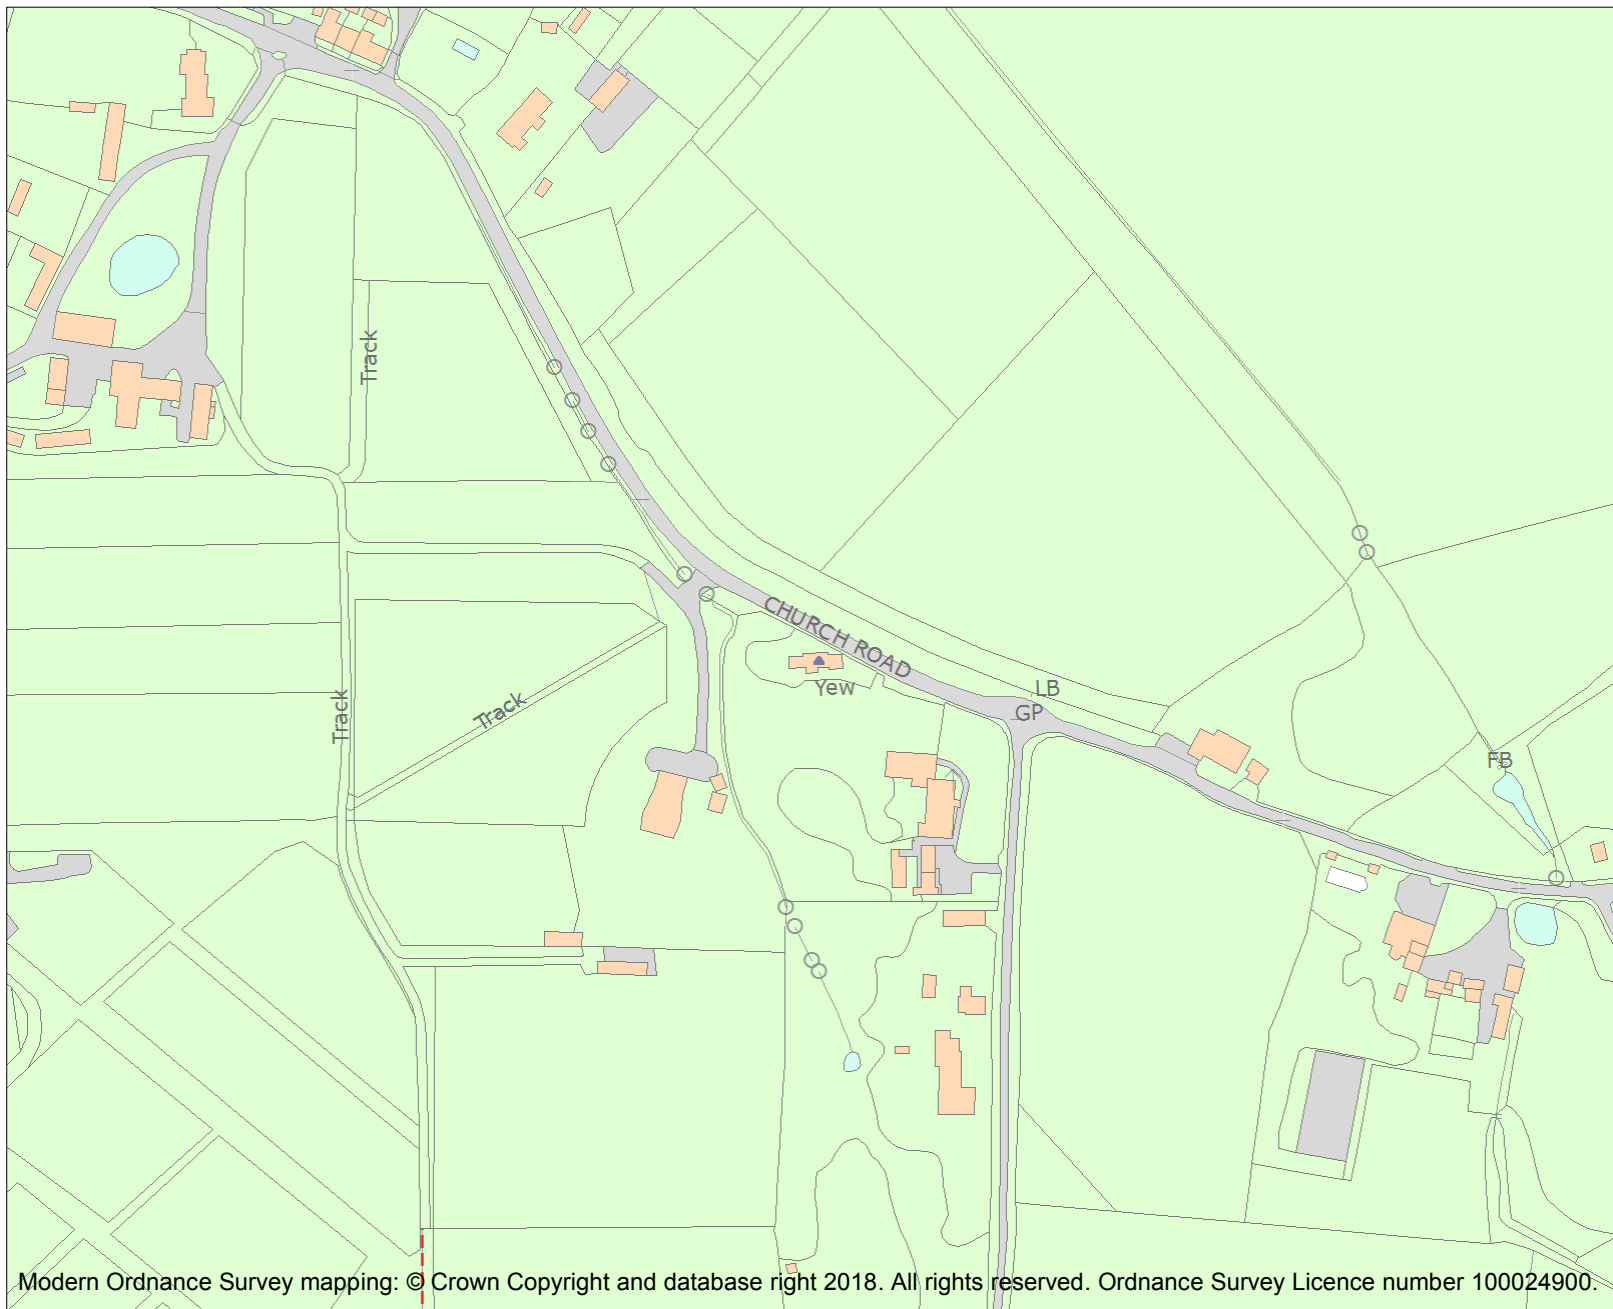 Track
CHURCH ROAD
Yew
LB
GP
Track
Track
FB
Modern Ordnance Survey mapping: © Crown Copyright and database right 2018. All rights reserved. Ordnance Survey Licence number 100024900.